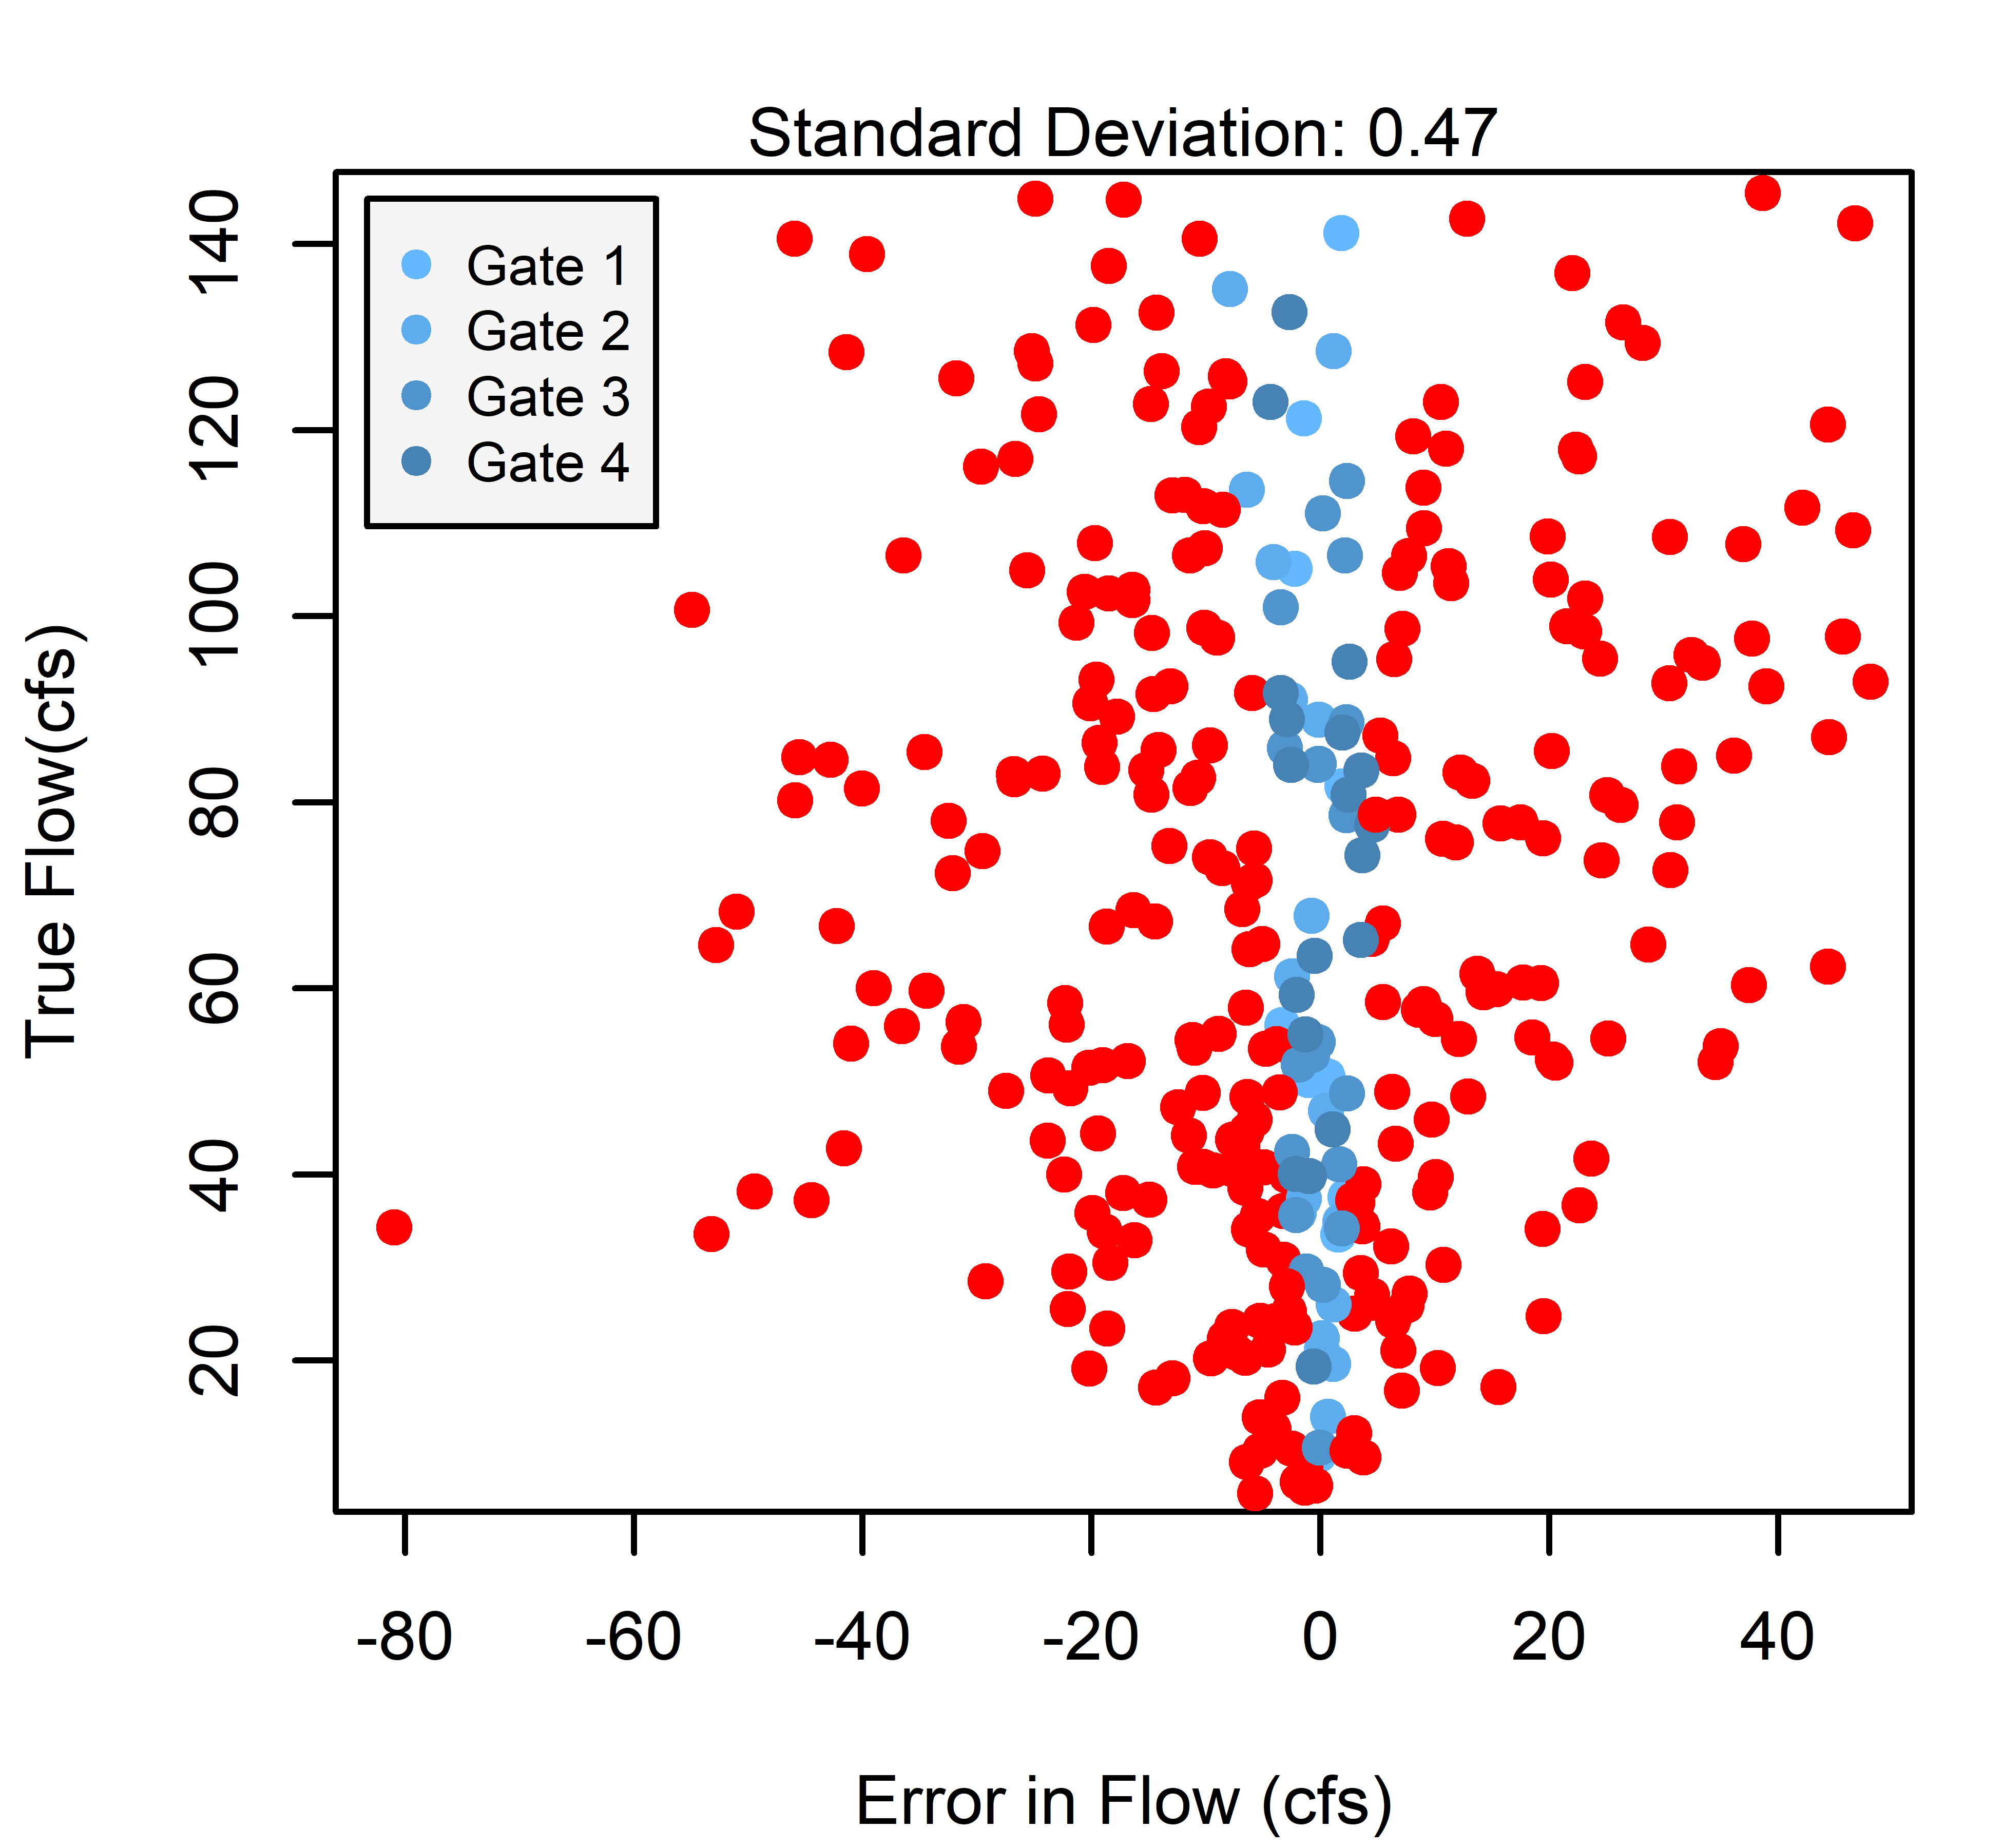 Standard Deviation: 0.47
Gate 1
Gate 2
Gate 3
Gate 4
True Flow(cfs)
140
120
100
80
60
40
20
-80 -60 -40 -20 0 20 40
Error in Flow (cfs)